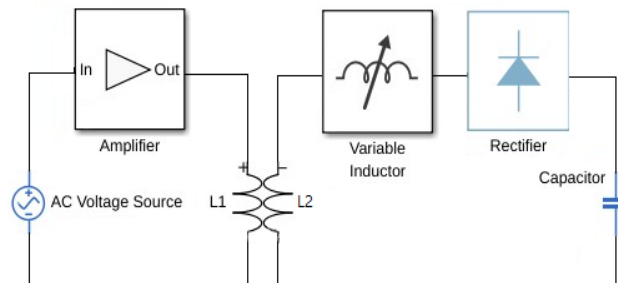 In
Out
Amplifier
Variable
Inductor
Rectifier
Capacitor
AC Voltage Source
+
−
L1
L2